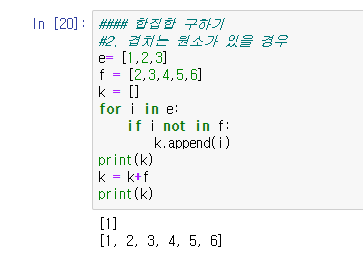 In [20]: #### 합집합 구하기
#2. 겹치는 원소가 있을 경우
e= [1,2,3]
f = [2,3,4,5,6]
k = []
for i in e:
    if i not in f:
        k.append(i)
print(k)
k = k+f
print(k)
[1]
[1, 2, 3, 4, 5, 6]